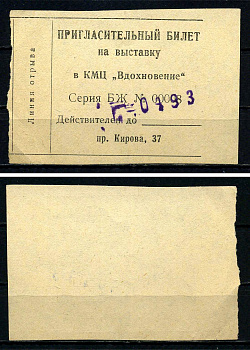 Линия отрыва
ПРИГЛАСИТЕЛЬНЫЙ БИЛЕТ
на выставку
в КМЦ „Вдохновение"
Серия БЖ №
Действителен до
пр. Кирова, 37